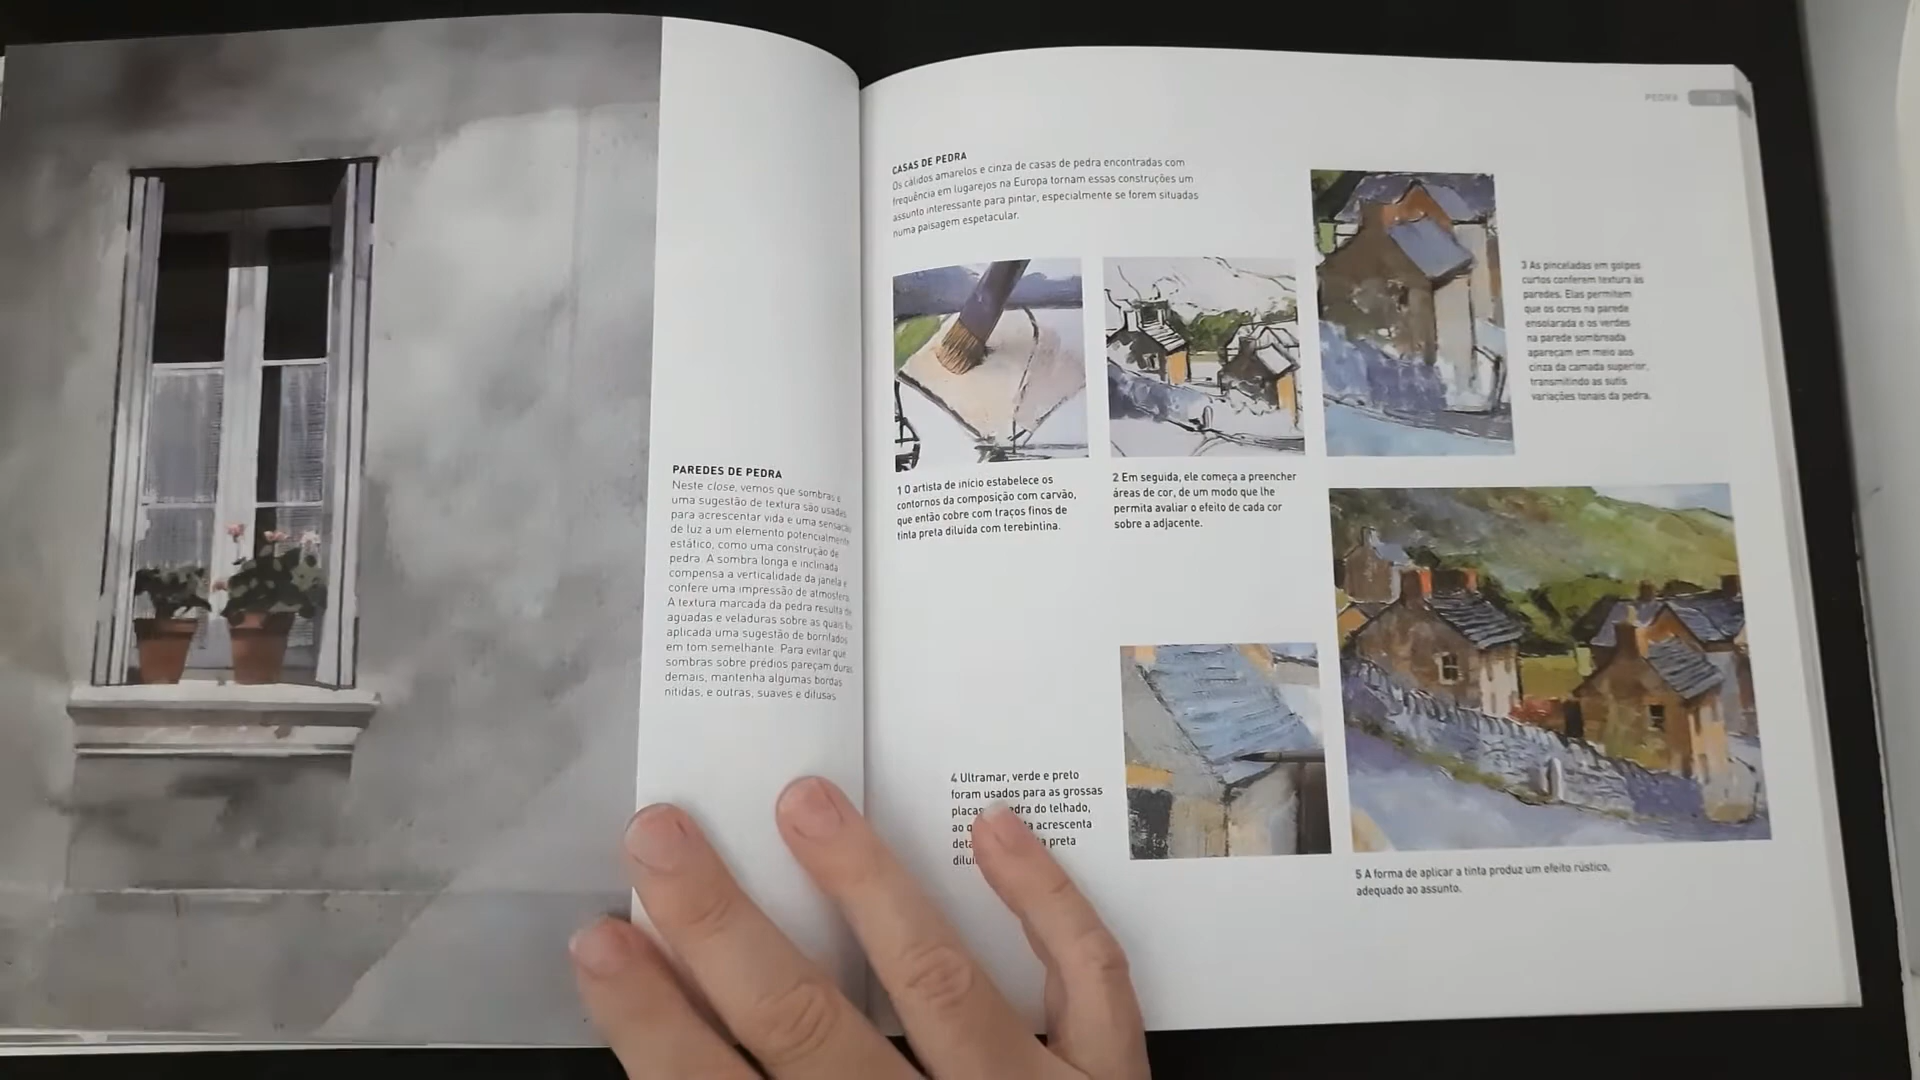 PAREDES DE PEDRA
Neste close, vemos que sombras e
uma sugestão de textura são usadas
para acrescentar vida e uma sensação
de luz a um elemento potencialmente
estático, como uma construção de
pedra. A sombra longa e inclinada
compensa a verticalidade da janela e
confere uma impressão de atmosfera.
A textura marcada da pedra resulta de
aguadas e veladuras sobre as quais foi
aplicada uma sugestão de borrifados
em tom semelhante. Para evitar que
sombras sobre prédios pareçam duras
demais, mantenha algumas bordas
nítidas, e outras, suaves e difusas
PEDRA
CASAS DE PEDRA
Os cálidos amarelos e cinza de casas de pedra encontradas com
frequência em lugarejos na Europa tornam essas construções um
assunto interessante para pintar, especialmente se forem situadas
numa paisagem espetacular.
1 O artista de início estabelece os
contornos da composição com carvão,
que então cobre com traços finos de
tinta preta diluída com terebintina.
2 Em seguida, ele começa a preencher
áreas de cor, de um modo que lhe
permita avaliar o efeito de cada cor
sobre a adjacente.
3 As pinceladas em golpes
curtos conferem textura às
paredes. Elas permitem
que os ocres na parede
ensolarada e os verdes
na parede sombreada
apareçam em meio aos
cinza da camada superior,
transmitindo as sutis
variações tonais da pedra.
4 Ultramar, verde e preto
foram usados para as grossas
placas do telhado,
ao acrescenta
preta
5 A forma de aplicar a tinta produz um efeito rústico,
adequado ao assunto.